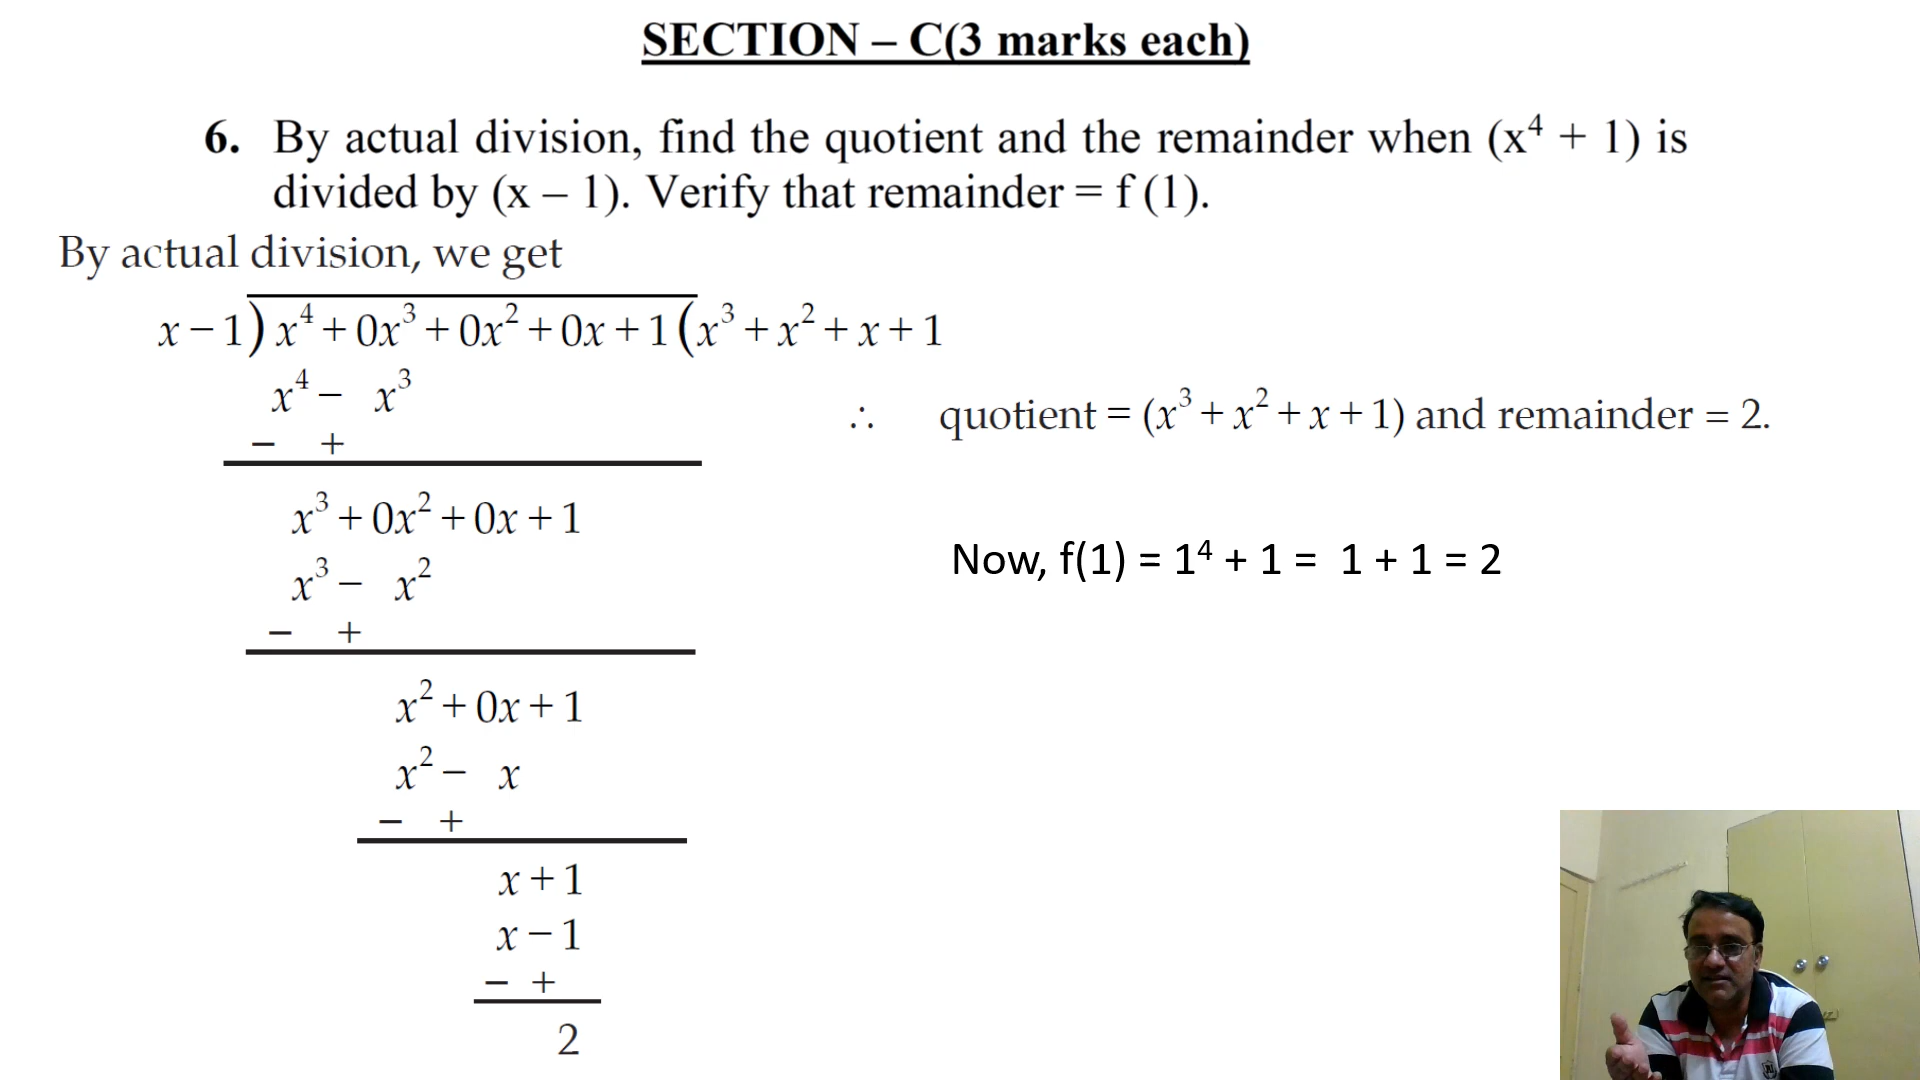 SECTION – C(3 marks each)
6. By actual division, find the quotient and the remainder when (x⁴ + 1) is
divided by (x – 1). Verify that remainder = f (1).
By actual division, we get
x − 1) x⁴ + 0x³ + 0x² + 0x + 1 (x³ + x² + x + 1
x⁴ − x³
− +
x³ + 0x² + 0x + 1
x³ − x²
− +
x² + 0x + 1
x² − x
− +
x + 1
x − 1
− +
2
∴ quotient = (x³ + x² + x + 1) and remainder = 2.
Now, f(1) = 1⁴ + 1 = 1 + 1 = 2